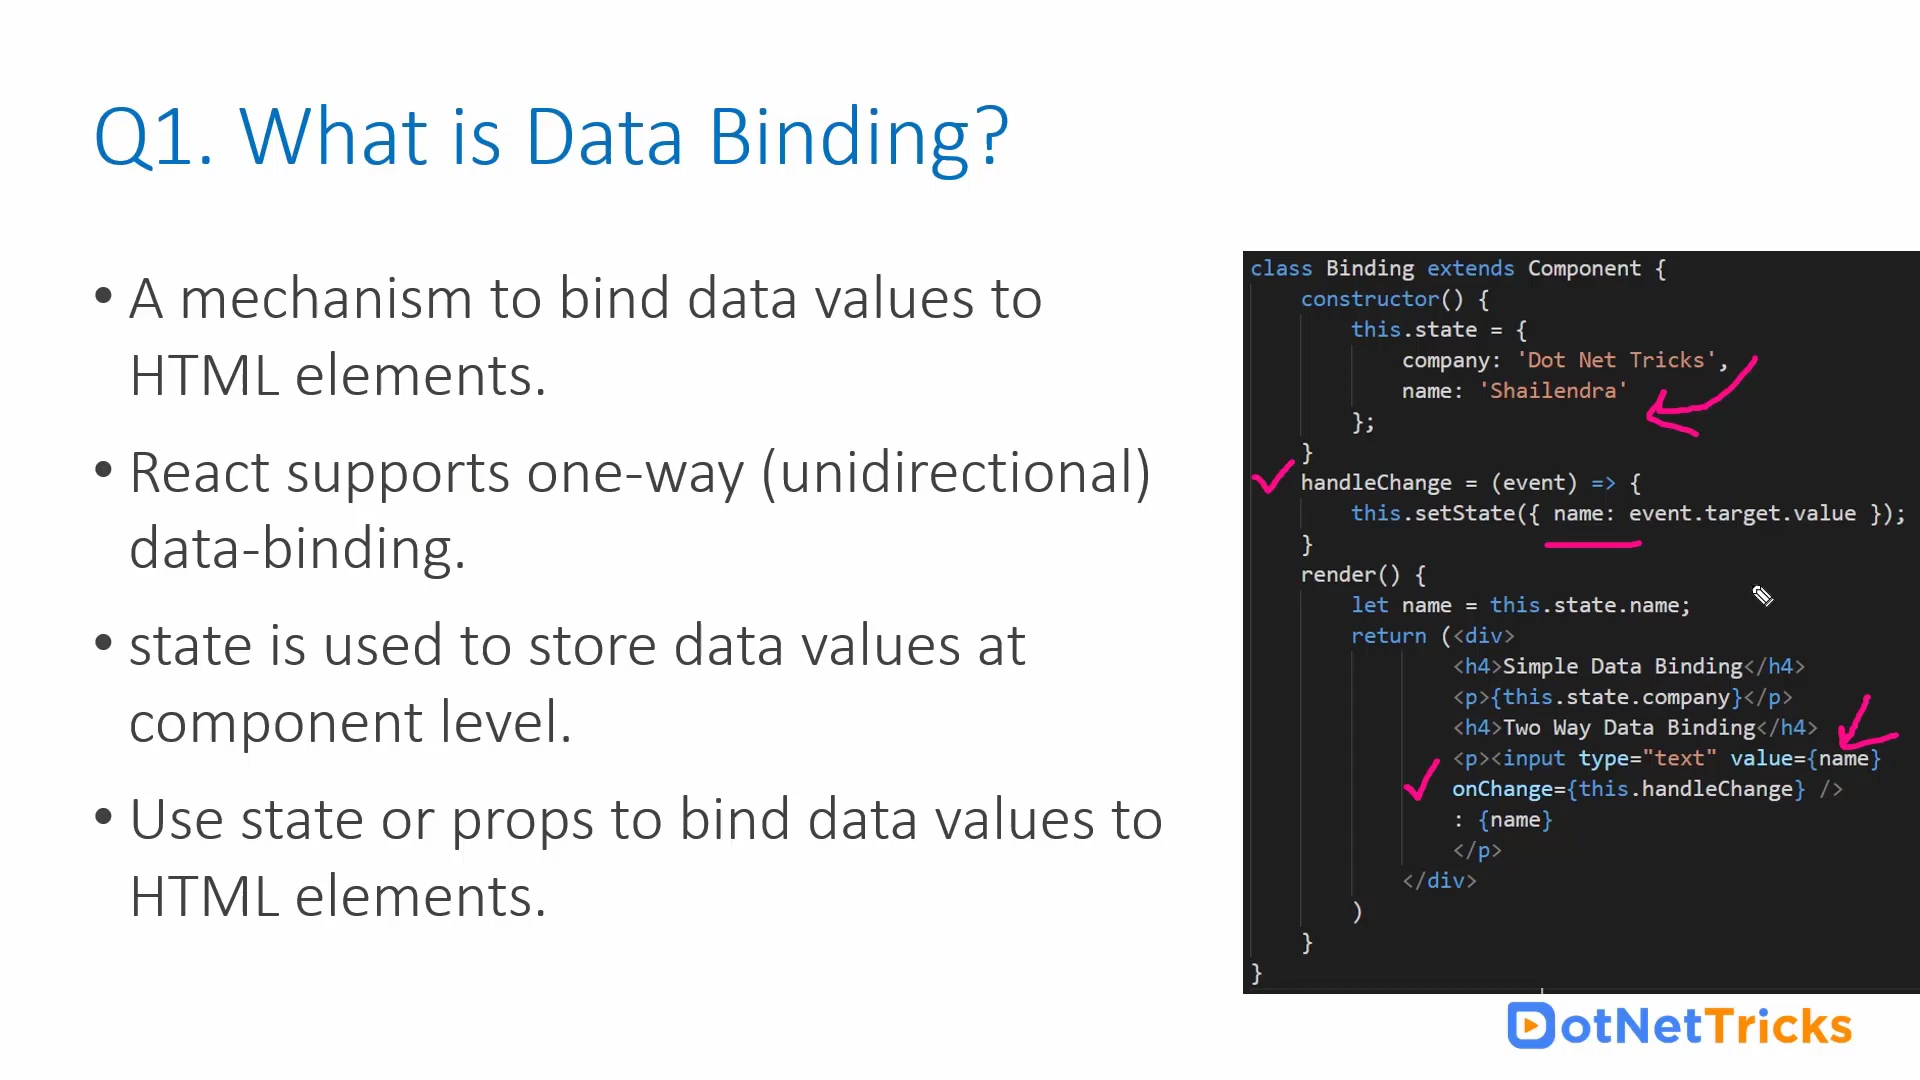 Q1. What is Data Binding?
• A mechanism to bind data values to
HTML elements.
• React supports one-way (unidirectional)
data-binding.
• state is used to store data values at
component level.
• Use state or props to bind data values to
HTML elements.
class Binding extends Component {
constructor() {
this.state = {
company: 'Dot Net Tricks',
name: 'Shailendra'
};
}
handleChange = (event) => {
this.setState({ name: event.target.value });
}
render() {
let name = this.state.name;
return (<div>
<h4>Simple Data Binding</h4>
<p>{this.state.company}</p>
<h4>Two Way Data Binding</h4>
<p><input type="text" value={name}
onChange={this.handleChange} />
: {name}
</p>
</div>
)
}
}
DotNetTricks